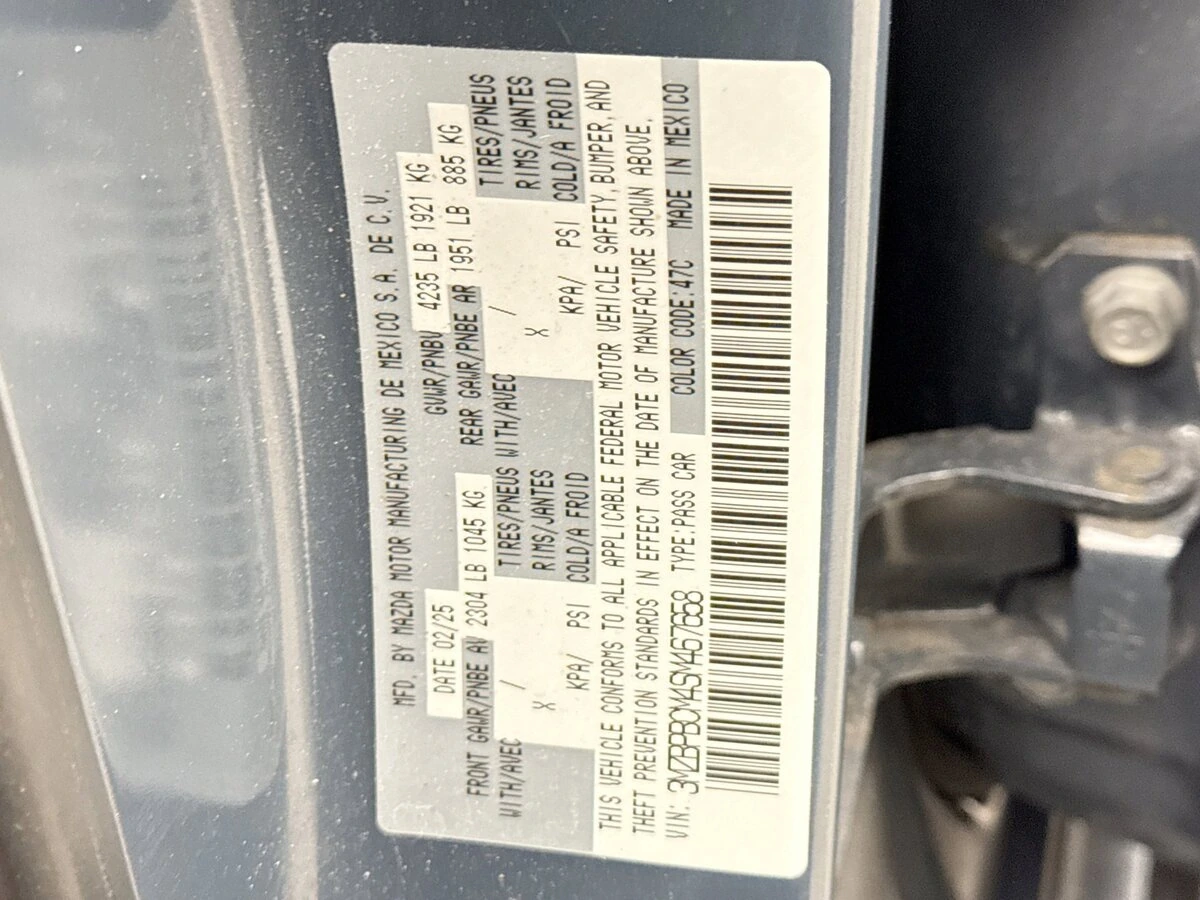 MFD. BY MAZDA MOTOR MANUFACTURING DE MEXICO S.A. DE C.V.
DATE 02/25 GVWR/PNBV 4235 LB 1921 KG
FRONT GAWR/PNBE AV 2304 LB 1045 KG REAR GAWR/PNBE AR 1951 LB 885 KG
WITH/AVEC / TIRES/PNEUS WITH/AVEC / TIRES/PNEUS
X RIMS/JANTES X RIMS/JANTES
KPA/ PSI COLD/A FROID KPA/ PSI COLD/A FROID
THIS VEHICLE CONFORMS TO ALL APPLICABLE FEDERAL MOTOR VEHICLE SAFETY, BUMPER, AND
THEFT PREVENTION STANDARDS IN EFFECT ON THE DATE OF MANUFACTURE SHOWN ABOVE.
VIN: TYPE:PASS CAR COLOR CODE:47C MADE IN MEXICO